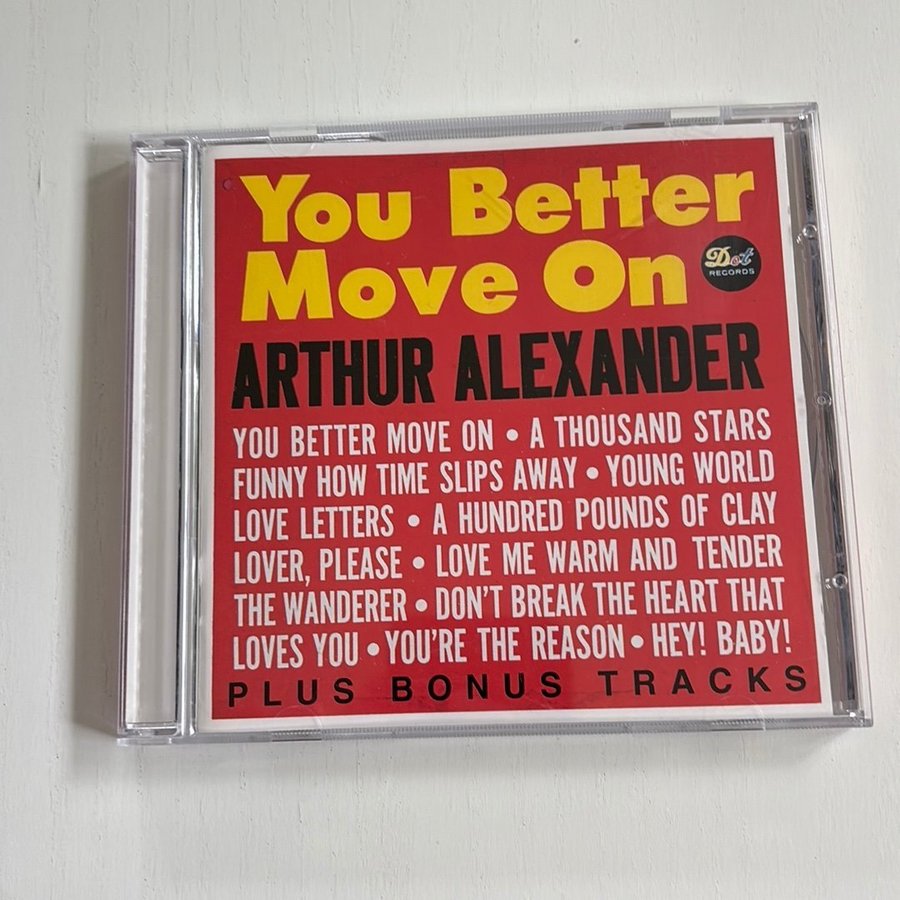 You Better
Move On
Dot
RECORDS
ARTHUR ALEXANDER
YOU BETTER MOVE ON • A THOUSAND STARS
FUNNY HOW TIME SLIPS AWAY • YOUNG WORLD
LOVE LETTERS • A HUNDRED POUNDS OF CLAY
LOVER, PLEASE • LOVE ME WARM AND TENDER
THE WANDERER • DON'T BREAK THE HEART THAT
LOVES YOU • YOU'RE THE REASON • HEY! BABY!
PLUS BONUS TRACKS